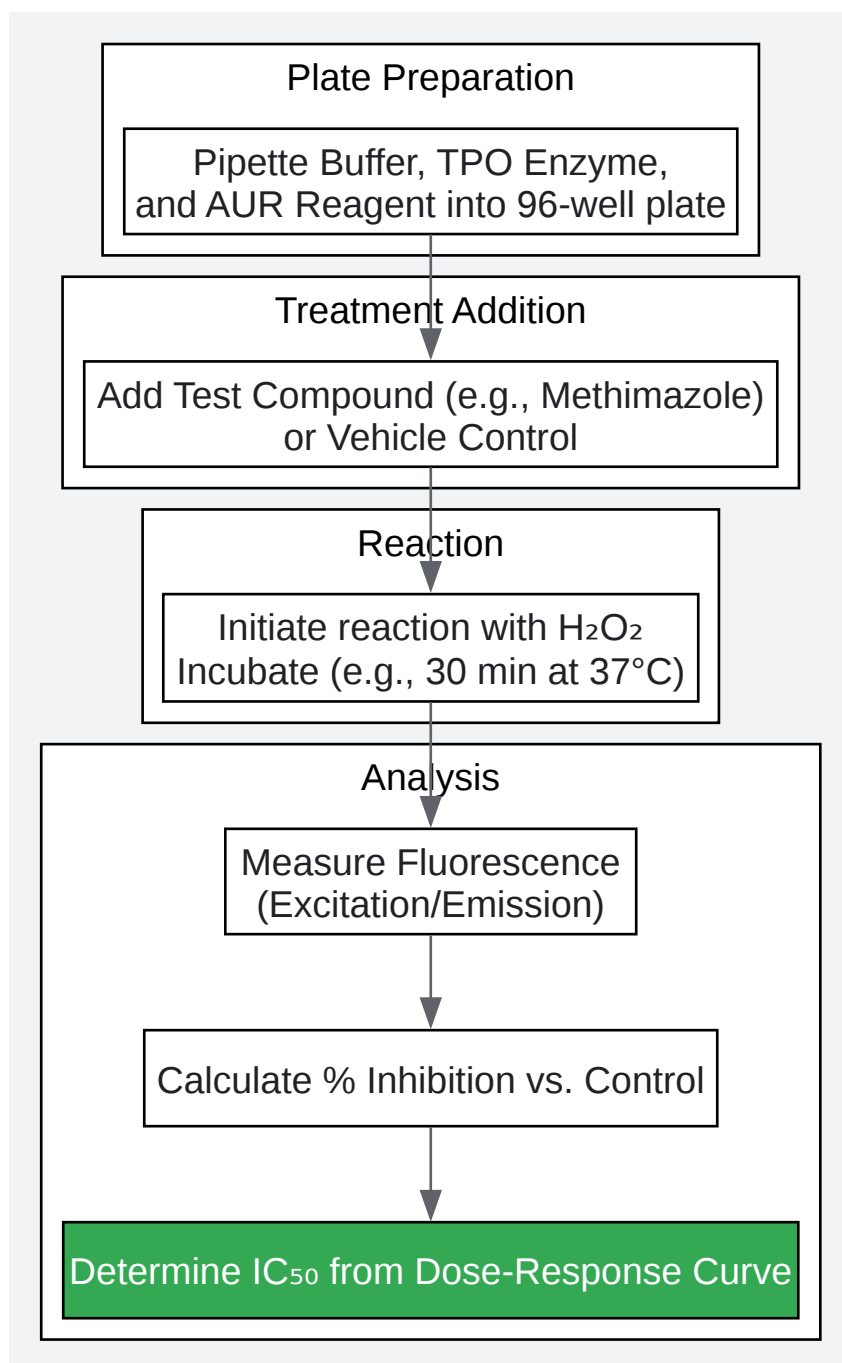 Plate Preparation
Pipette Buffer, TPO Enzyme,
and AUR Reagent into 96-well plate
Treatment Addition
Add Test Compound (e.g., Methimazole)
or Vehicle Control
Reaction
Initiate reaction with H₂O₂
Incubate (e.g., 30 min at 37°C)
Analysis
Measure Fluorescence
(Excitation/Emission)
Calculate % Inhibition vs. Control
Determine IC₅₀ from Dose-Response Curve